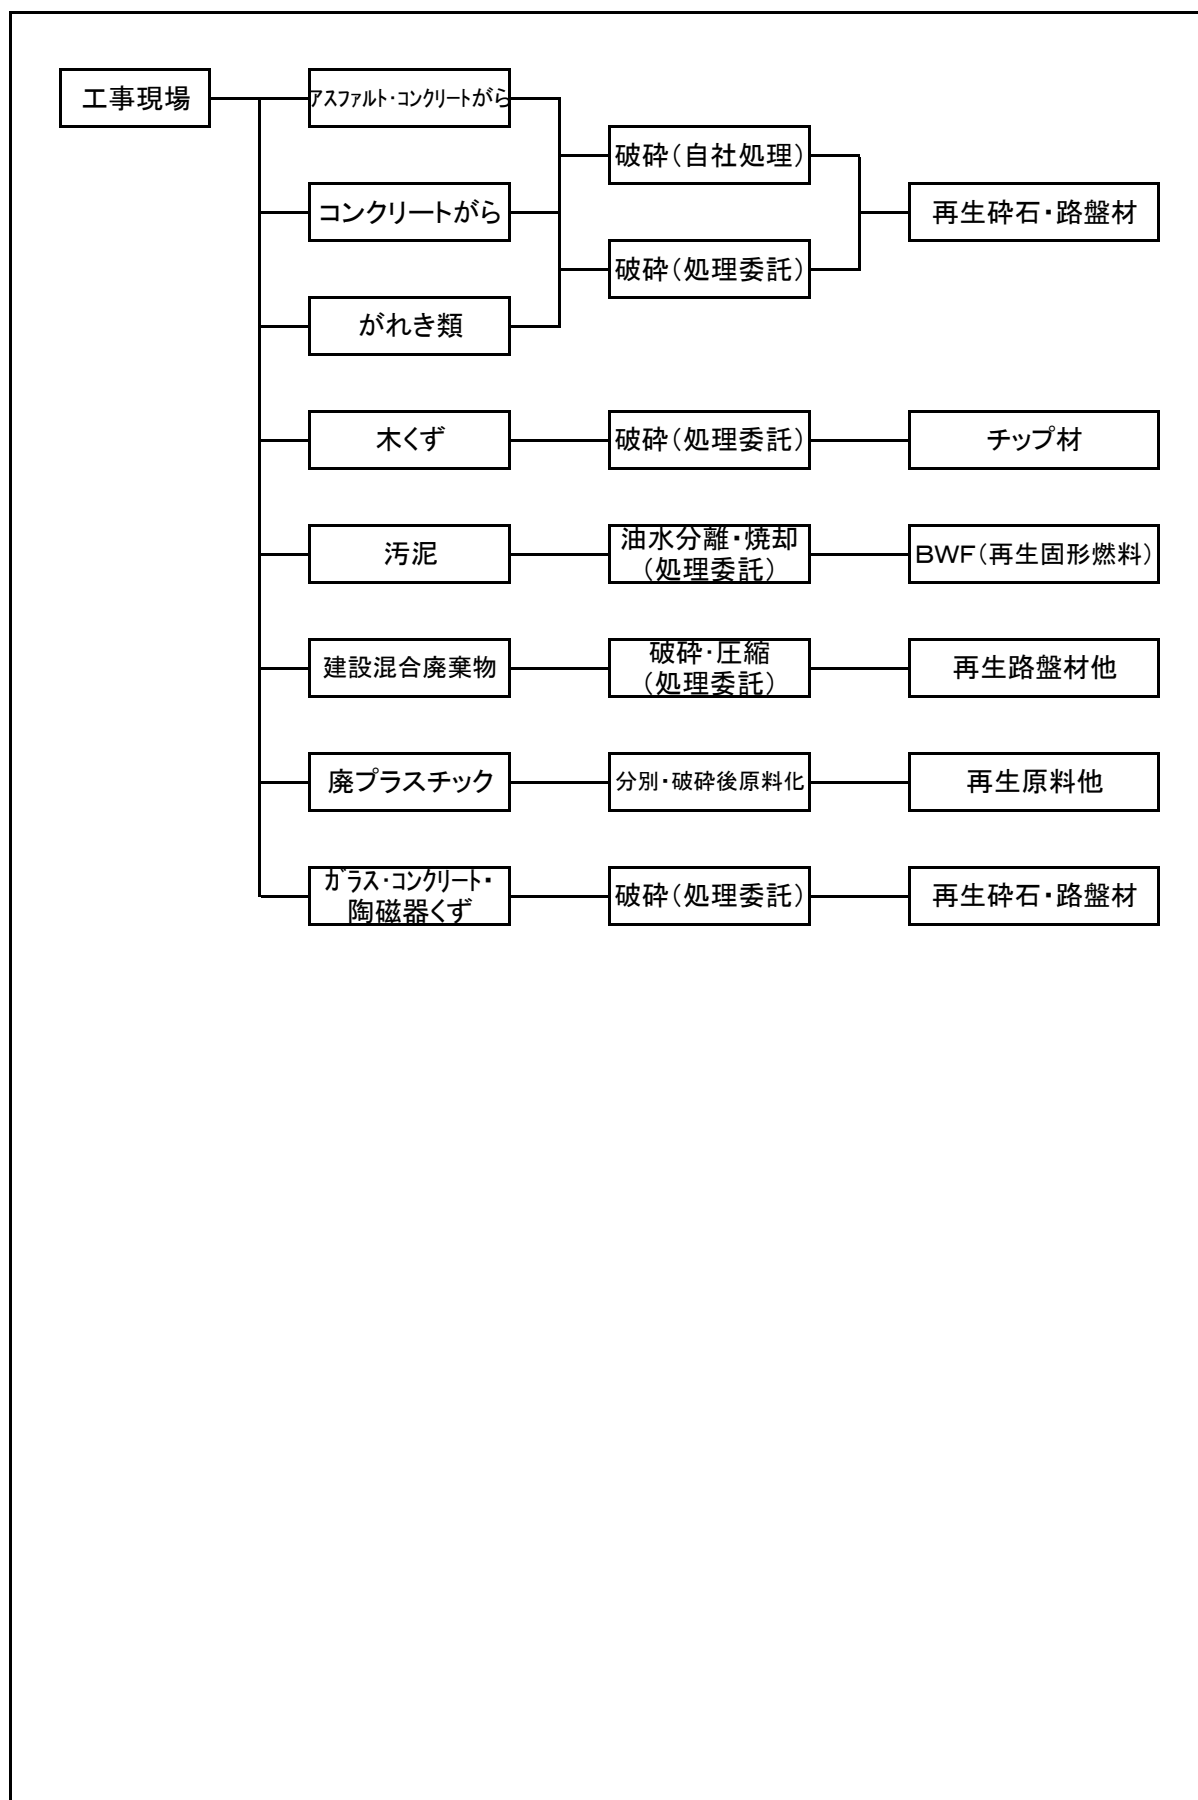 工事現場
アスファルト・コンクリートがら
破砕（自社処理）
コンクリートがら
再生砕石・路盤材
破砕（処理委託）
がれき類
木くず
破砕（処理委託）
チップ材
汚泥
油水分離・焼却
（処理委託）
BWF（再生固形燃料）
建設混合廃棄物
破砕・圧縮
（処理委託）
再生路盤材他
廃プラスチック
分別・破砕後原料化
再生原料他
ガラス・コンクリート・
陶磁器くず
破砕（処理委託）
再生砕石・路盤材